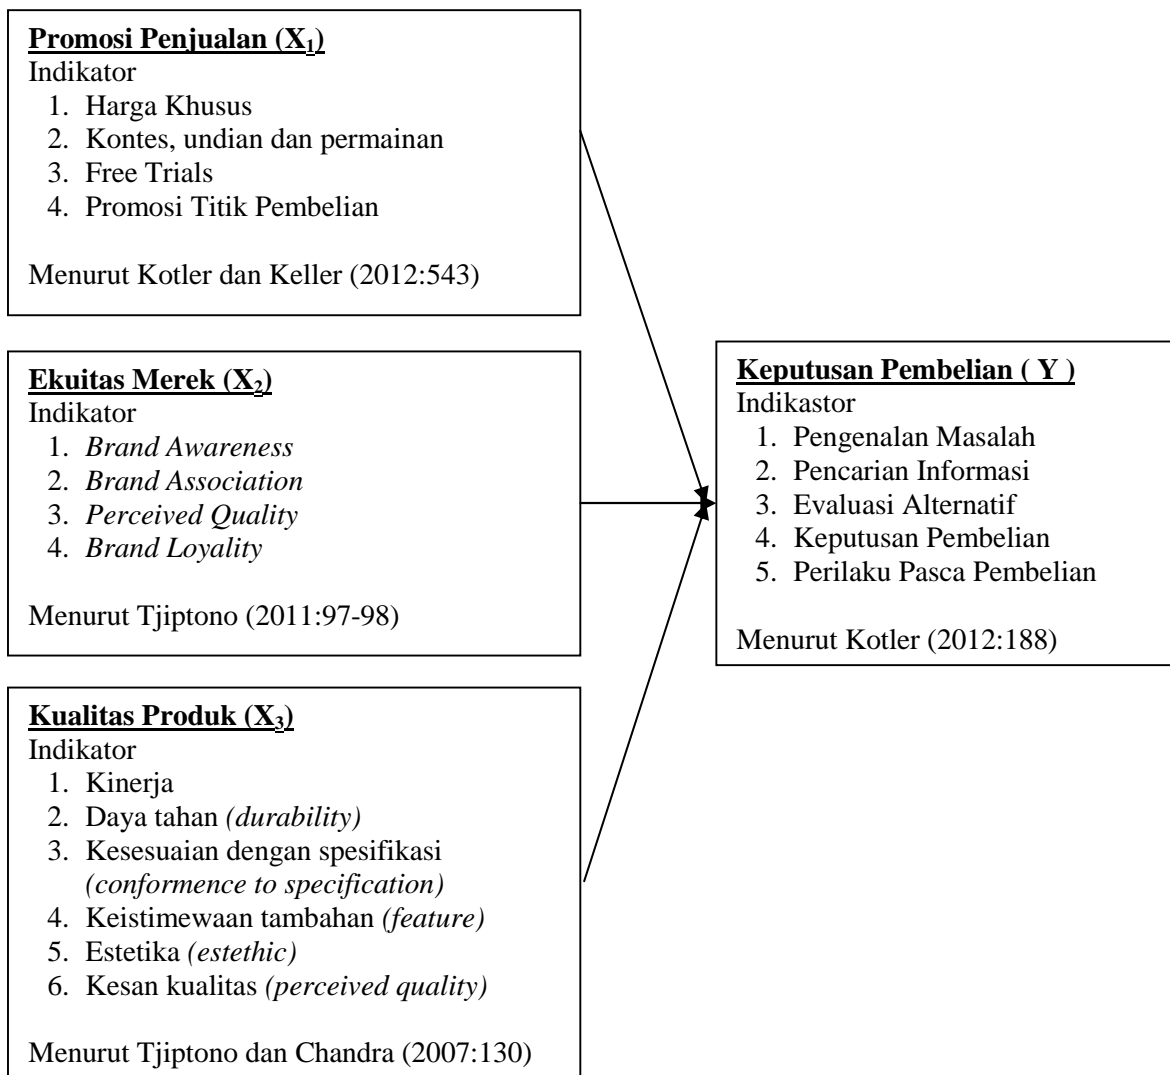 Promosi Penjualan (X1)
Indikator
1. Harga Khusus
2. Kontes, undian dan permainan
3. Free Trials
4. Promosi Titik Pembelian
Menurut Kotler dan Keller (2012:543)
Ekuitas Merek (X2)
Indikator
1. Brand Awareness
2. Brand Association
3. Perceived Quality
4. Brand Loyality
Menurut Tjiptono (2011:97-98)
Kualitas Produk (X3)
Indikator
1. Kinerja
2. Daya tahan (durability)
3. Kesesuaian dengan spesifikasi
(conformence to specification)
4. Keistimewaan tambahan (feature)
5. Estetika (estethic)
6. Kesan kualitas (perceived quality)
Menurut Tjiptono dan Chandra (2007:130)
Keputusan Pembelian ( Y )
Indikastor
1. Pengenalan Masalah
2. Pencarian Informasi
3. Evaluasi Alternatif
4. Keputusan Pembelian
5. Perilaku Pasca Pembelian
Menurut Kotler (2012:188)